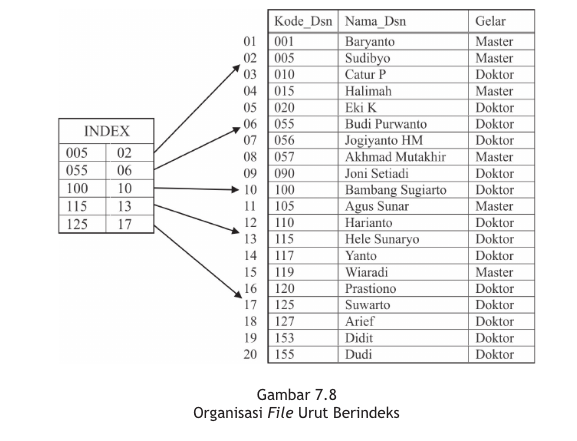 Kode_Dsn Nama_Dsn Gelar
01 001 Baryanto Master
02 005 Sudibyo Master
03 010 Catur P Doktor
04 015 Halimah Master
05 020 Eki K Doktor
06 055 Budi Purwanto Doktor
07 056 Jogiyanto HM Doktor
08 057 Akhmad Mutakhir Master
09 090 Joni Setiadi Doktor
10 100 Bambang Sugiarto Doktor
11 105 Agus Sunar Master
12 110 Harianto Doktor
13 115 Hele Sunaryo Doktor
14 117 Yanto Doktor
15 119 Wiaradi Master
16 120 Prastiono Doktor
17 125 Suwarto Doktor
18 127 Arief Doktor
19 153 Didit Doktor
20 155 Dudi Doktor
INDEX
005 02
055 06
100 10
115 13
125 17
Gambar 7.8
Organisasi File Urut Berindeks